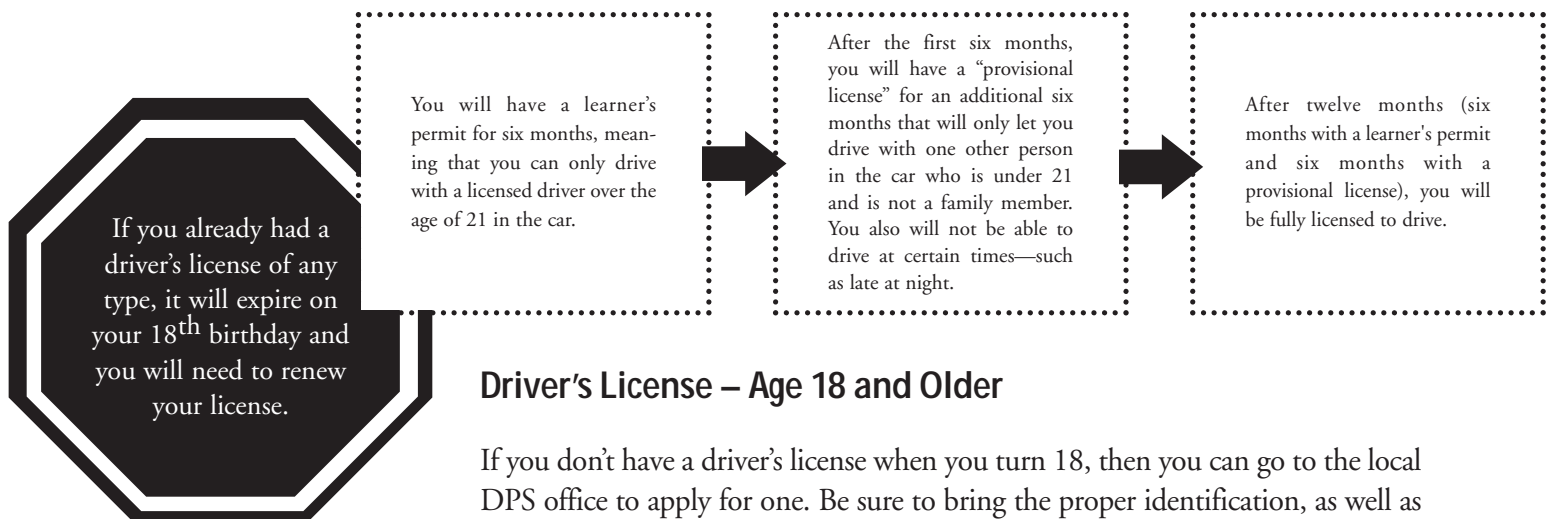 You will have a learner's
permit for six months, mean-
ing that you can only drive
with a licensed driver over the
age of 21 in the car.
After the first six months,
you will have a “provisional
license” for an additional six
months that will only let you
drive with one other person
in the car who is under 21
and is not a family member.
You also will not be able to
drive at certain times—such
as late at night.
After twelve months (six
months with a learner's permit
and six months with a
provisional license), you will
be fully licensed to drive.
If you already had a
driver’s license of any
type, it will expire on
your 18th birthday and
you will need to renew
your license.
Driver’s License – Age 18 and Older
If you don’t have a driver’s license when you turn 18, then you can go to the local
DPS office to apply for one. Be sure to bring the proper identification, as well as